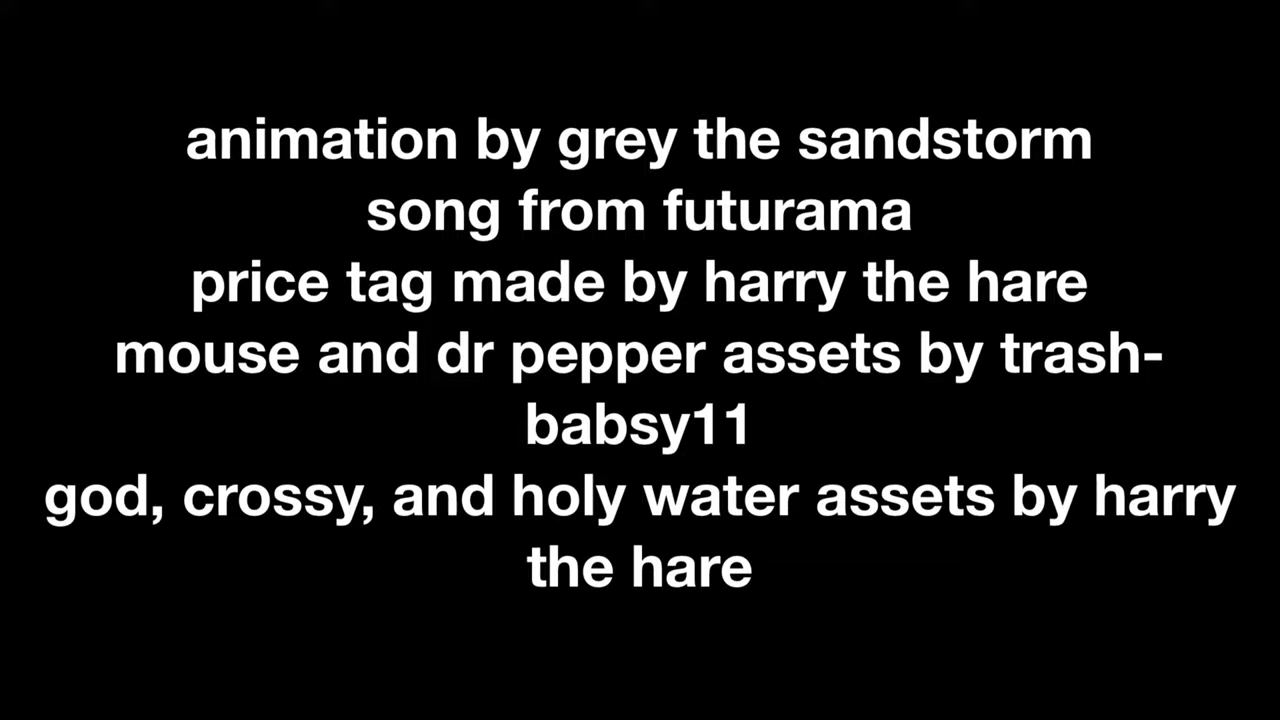 animation by grey the sandstorm
song from futurama
price tag made by harry the hare
mouse and dr pepper assets by trash-
babsy11
god, crossy, and holy water assets by harry
the hare